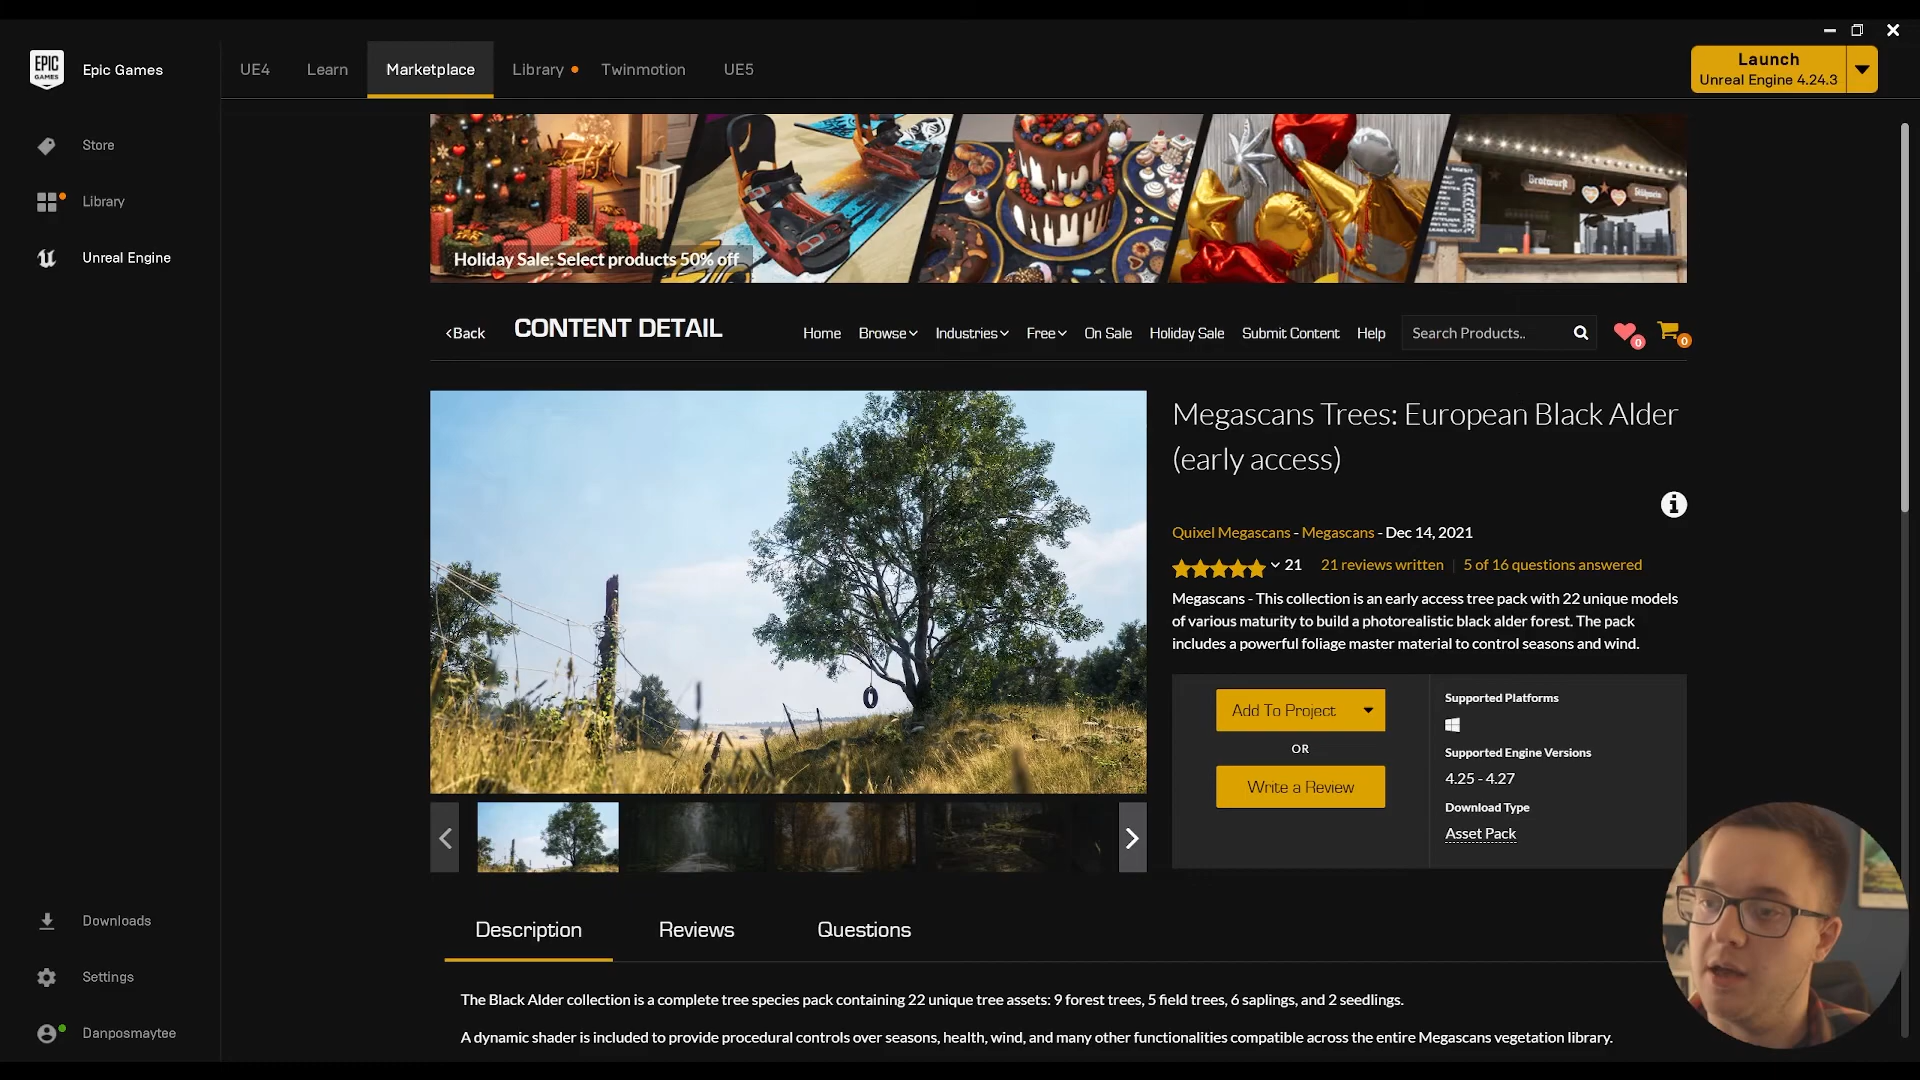 EPIC
GAMES
Epic Games
UE4
Learn
Marketplace
Library
Twinmotion
UE5
Launch
Unreal Engine 4.24.3
Store
Library
Unreal Engine
Bratwurst
Holiday Sale: Select products 50% off
Back
CONTENT DETAIL
Home
Browse
Industries
Free
On Sale
Holiday Sale
Submit Content
Help
Search Products..
0
0
Megascans Trees: European Black Alder
(early access)
Quixel Megascans - Megascans - Dec 14, 2021
21
21 reviews written
5 of 16 questions answered
Megascans - This collection is an early access tree pack with 22 unique models
of various maturity to build a photorealistic black alder forest. The pack
includes a powerful foliage master material to control seasons and wind.
Add To Project
OR
Write a Review
Supported Platforms
Supported Engine Versions
4.25 - 4.27
Download Type
Asset Pack
Description
Reviews
Questions
The Black Alder collection is a complete tree species pack containing 22 unique tree assets: 9 forest trees, 5 field trees, 6 saplings, and 2 seedlings.
A dynamic shader is included to provide procedural controls over seasons, health, wind, and many other functionalities compatible across the entire Megascans vegetation library.
Downloads
Settings
Danposmaytee